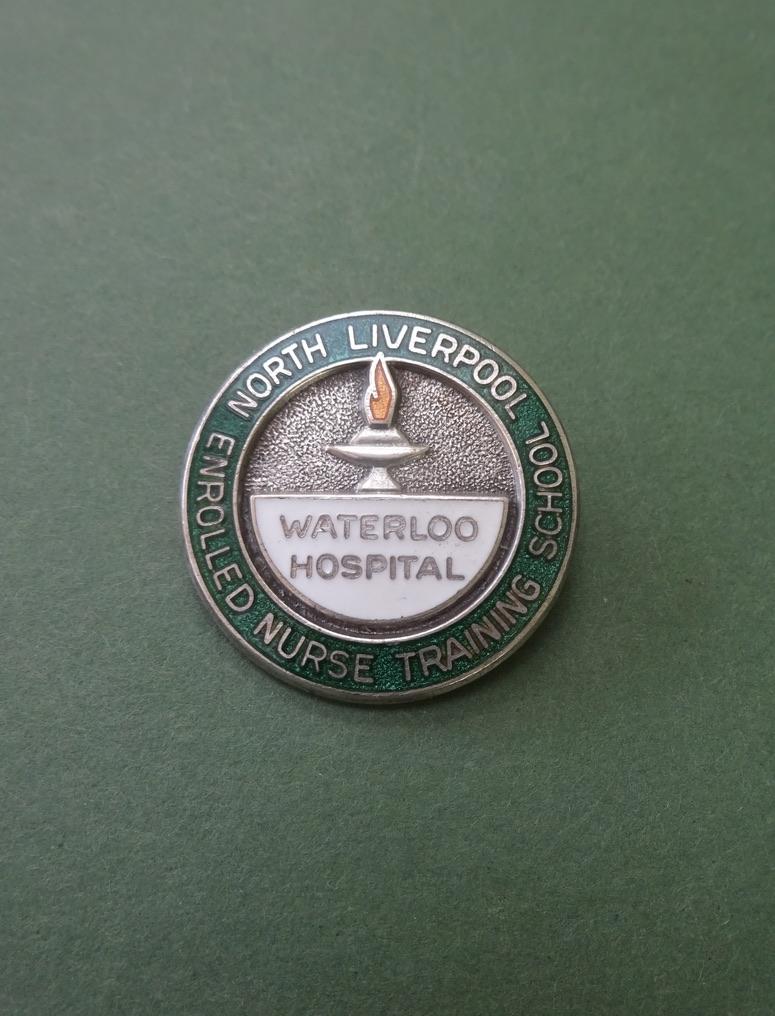 NORTH LIVERPOOL
ENROLLED NURSE TRAINING SCHOOL
WATERLOO
HOSPITAL